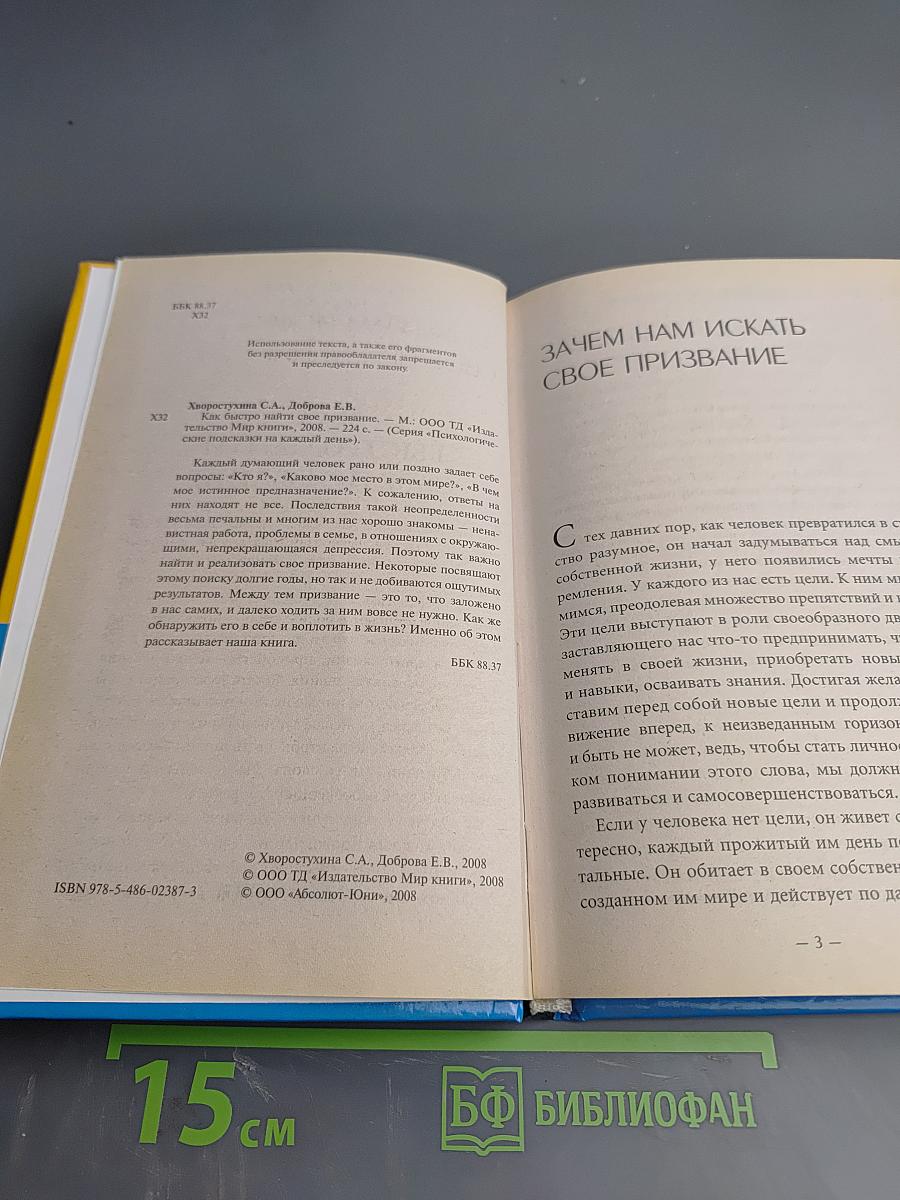 ББК 88.37
Х32
Использование текста, а также его фрагментов
без разрешения правообладателя запрещается
и преследуется по закону.
Хворостухина С.А., Доброва Е.В.
Х32 Как быстро найти свое призвание. — М.: ООО ТД «Изда-
тельство Мир книги», 2008. — 224 с. — (Серия «Психологиче-
ские подсказки на каждый день»).
Каждый думающий человек рано или поздно задает себе
вопросы: «Кто я?», «Каково мое место в этом мире?», «В чем
мое истинное предназначение?». К сожалению, ответы на
них находят не все. Последствия такой неопределенности
весьма печальны и многим из нас хорошо знакомы — нена-
вистная работа, проблемы в семье, в отношениях с окружаю-
щими, непрекращающаяся депрессия. Поэтому так важно
найти и реализовать свое призвание. Некоторые посвящают
этому поиску долгие годы, но так и не добиваются ощутимых
результатов. Между тем призвание — это то, что заложено
в нас самих, и далеко ходить за ним вовсе не нужно. Как же
обнаружить его в себе и воплотить в жизнь? Именно об этом
рассказывает наша книга.
ББК 88.37
© Хворостухина С.А., Доброва Е.В., 2008
© ООО ТД «Издательство Мир книги», 2008
ISBN 978-5-486-02387-3 © ООО «Абсолют-Юни», 2008
ЗАЧЕМ НАМ ИСКАТЬ
СВОЕ ПРИЗВАНИЕ
С тех давних пор, как человек превратился в су
ство разумное, он начал задумываться над смы
собственной жизни, у него появились мечты
ремления. У каждого из нас есть цели. К ним
мимся, преодолевая множество препятствий и
Эти цели выступают в роли своеобразного дв
заставляющего нас что-то предпринимать, ч
менять в своей жизни, приобретать новы
и навыки, осваивать знания. Достигая жела
ставим перед собой новые цели и продол
вижение вперед, к неизведанным горизон
и быть не может, ведь, чтобы стать лично
ком понимании этого слова, мы должн
развиваться и самосовершенствоваться.
Если у человека нет цели, он живет с
тересно, каждый прожитый им день по
тальные. Он обитает в своем собствен
созданном им мире и действует по да
— 3 —
15 см
БФ БИБЛИОФАН